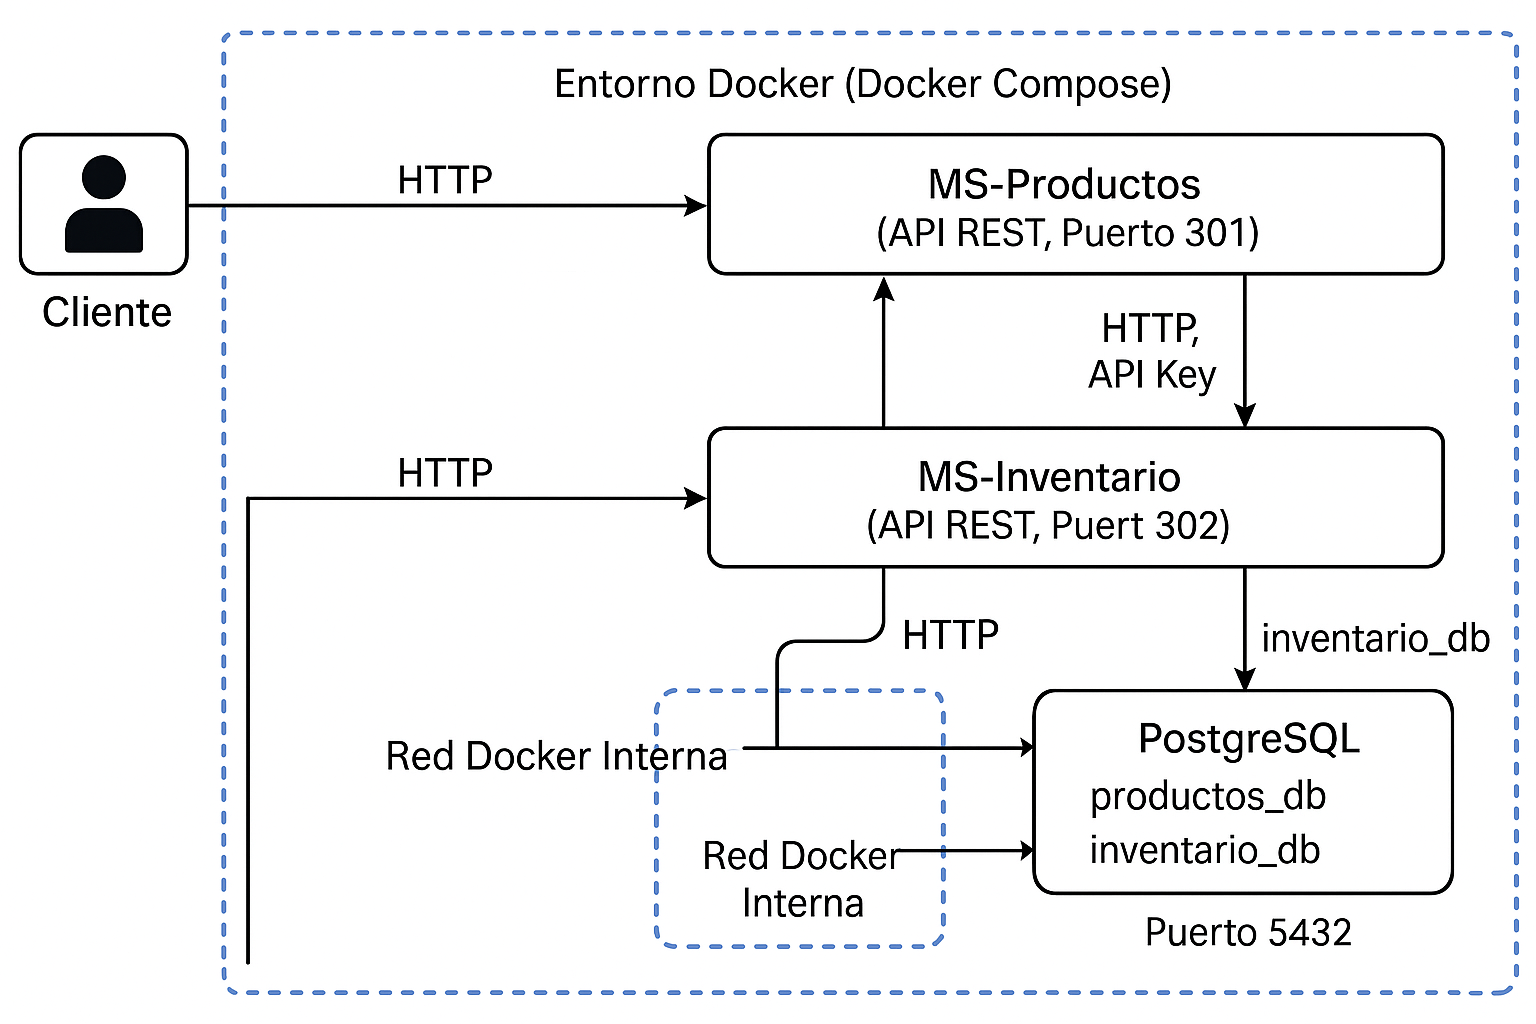 Entorno Docker (Docker Compose)
HTTP
MS-Productos
(API REST, Puerto 301)
Cliente
HTTP,
API Key
HTTP
MS-Inventario
(API REST, Puert 302)
HTTP
inventario_db
Red Docker Interna
PostgreSQL
productos_db
inventario_db
Red Docker
Interna
Puerto 5432